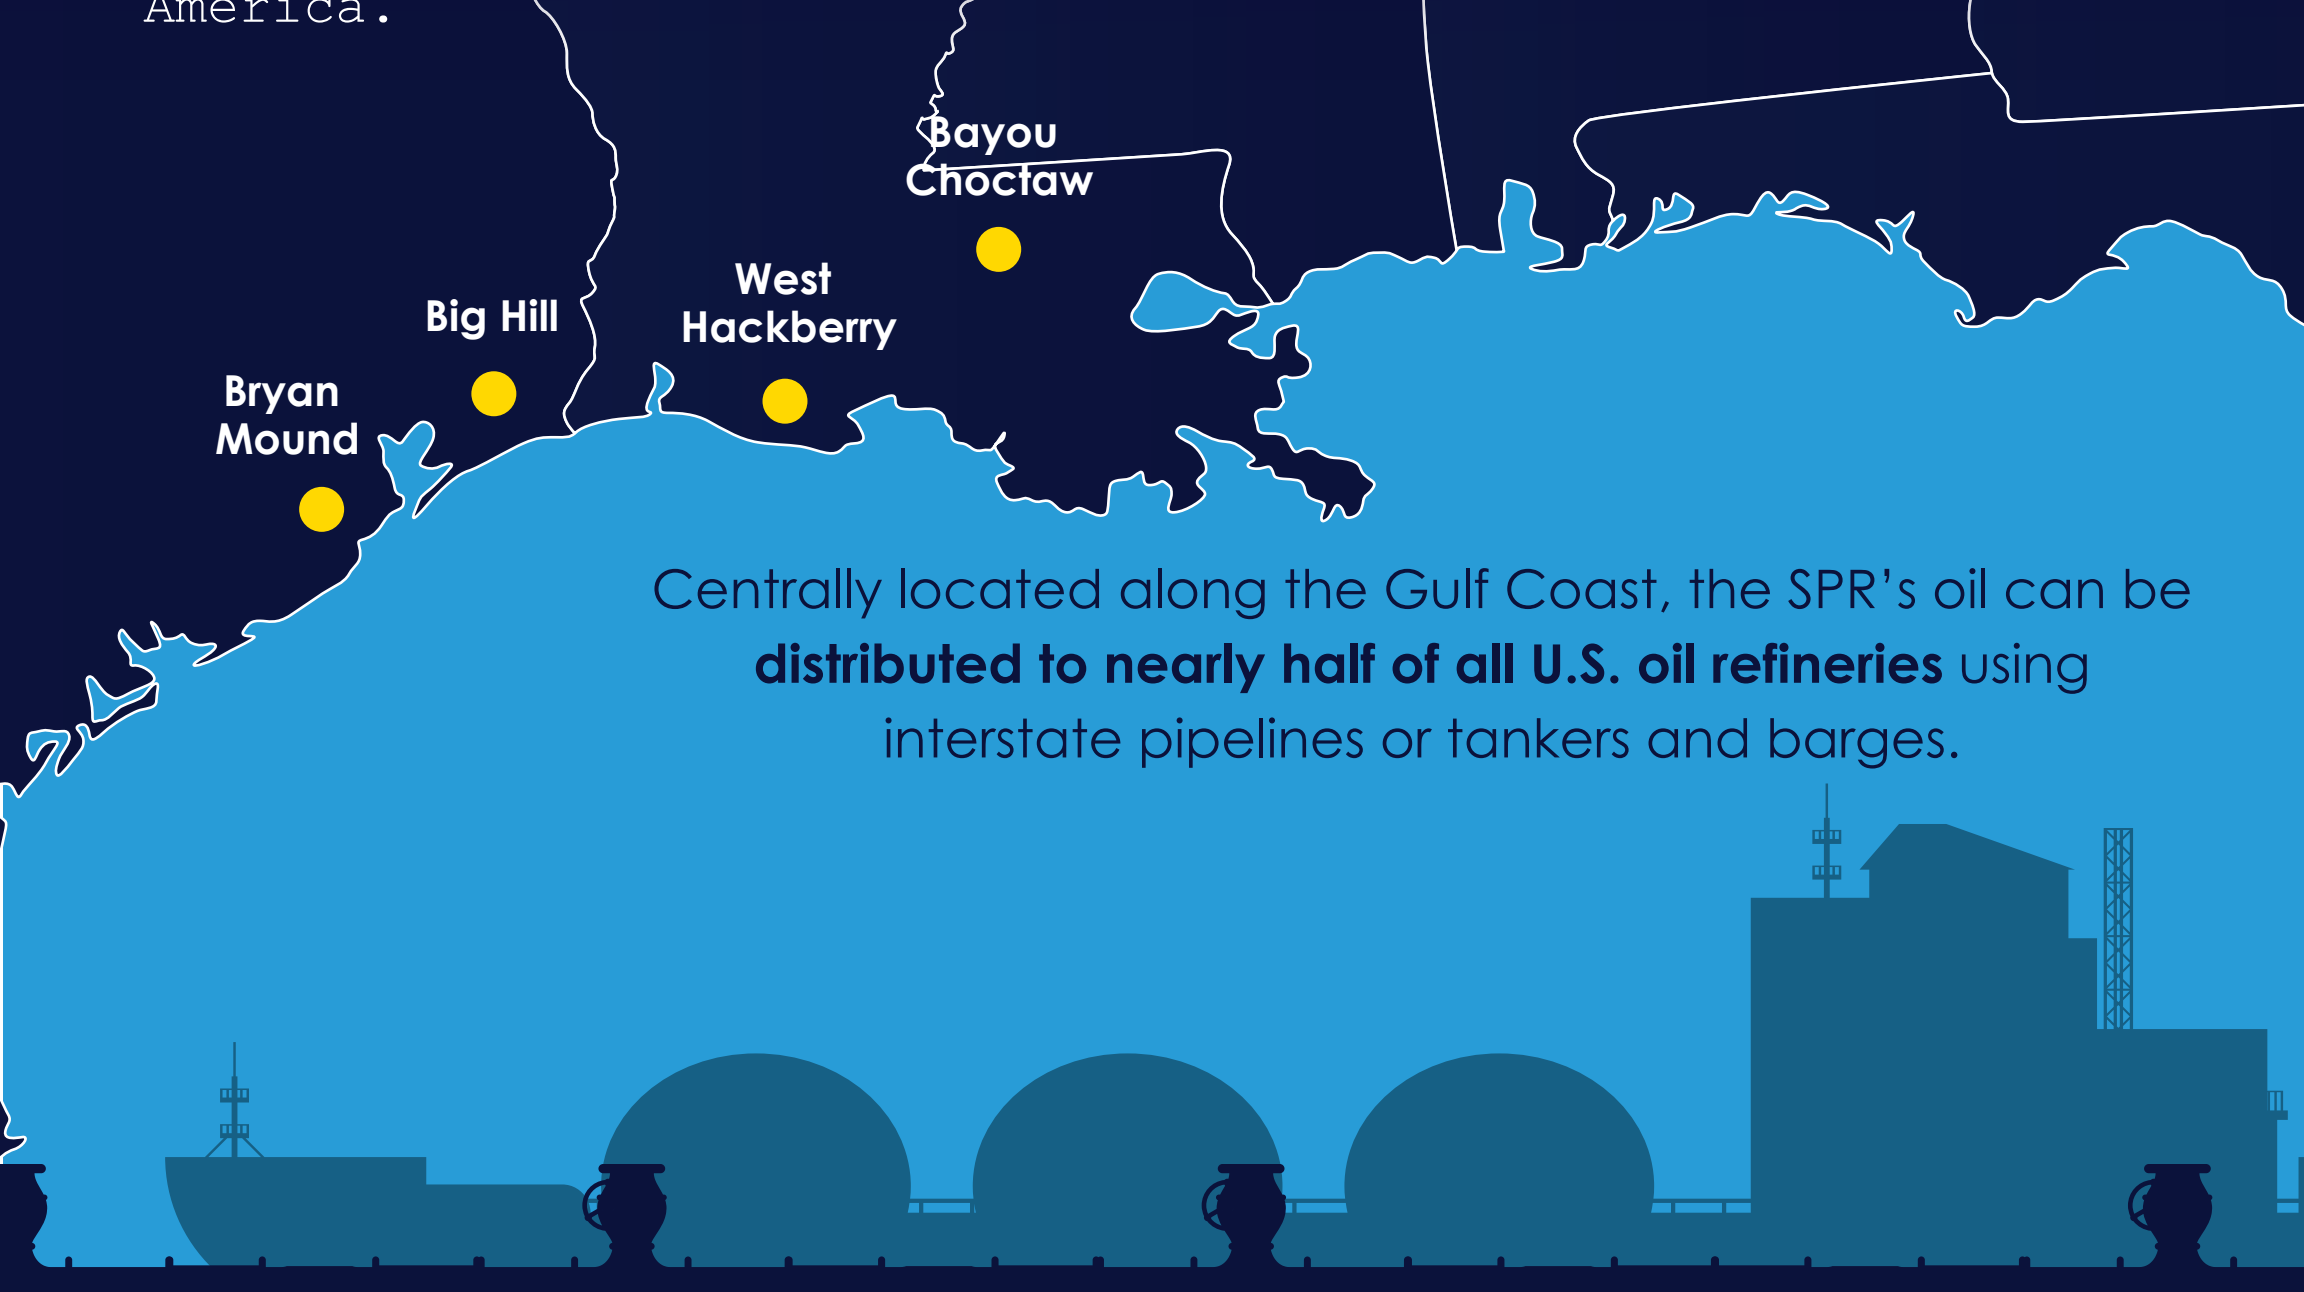 America.
Bayou
Choctaw
West
Hackberry
Big Hill
Bryan
Mound
Centrally located along the Gulf Coast, the SPR’s oil can be
distributed to nearly half of all U.S. oil refineries using
interstate pipelines or tankers and barges.